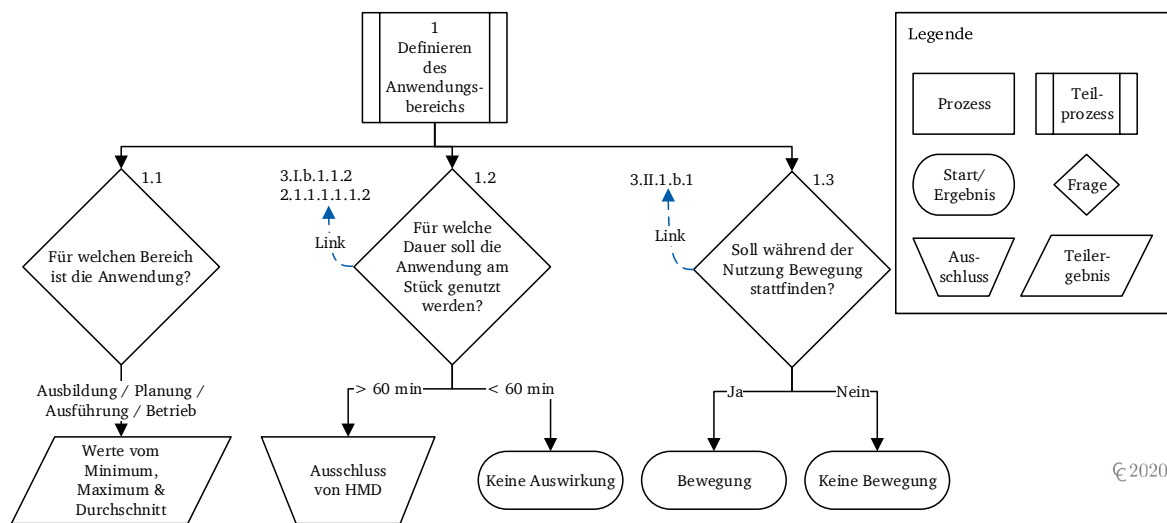 1
Definieren
des
Anwendungs-
bereichs
Legende
Prozess
Teil-
prozess
Start/
Ergebnis
Frage
Aus-
schluss
Teiler-
gebnis
1.1
Für welchen Bereich
ist die Anwendung?
3.I.b.1.1.2
2.1.1.1.1.1.2
Link
1.2
Für welche
Dauer soll die
Anwendung am
Stück genutzt
werden?
3.II.1.b.1
Link
1.3
Soll während der
Nutzung Bewegung
stattfinden?
Ausbildung / Planung /
Ausführung / Betrieb
> 60 min
< 60 min
Ja
Nein
Werte vom
Minimum,
Maximum &
Durchschnitt
Ausschluss
von HMD
Keine Auswirkung
Bewegung
Keine Bewegung
2020